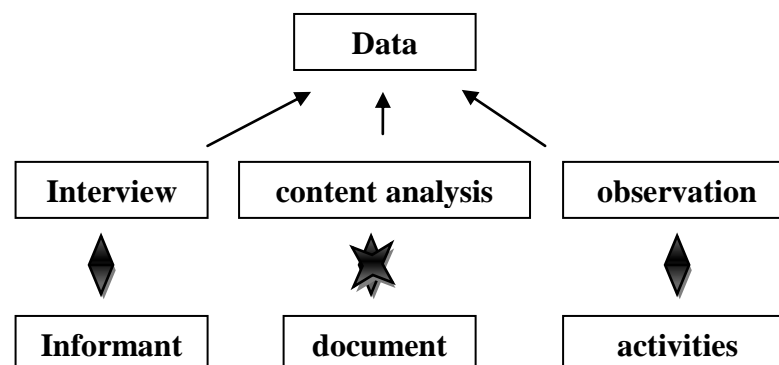 Data
Interview content analysis observation
Informant document activities